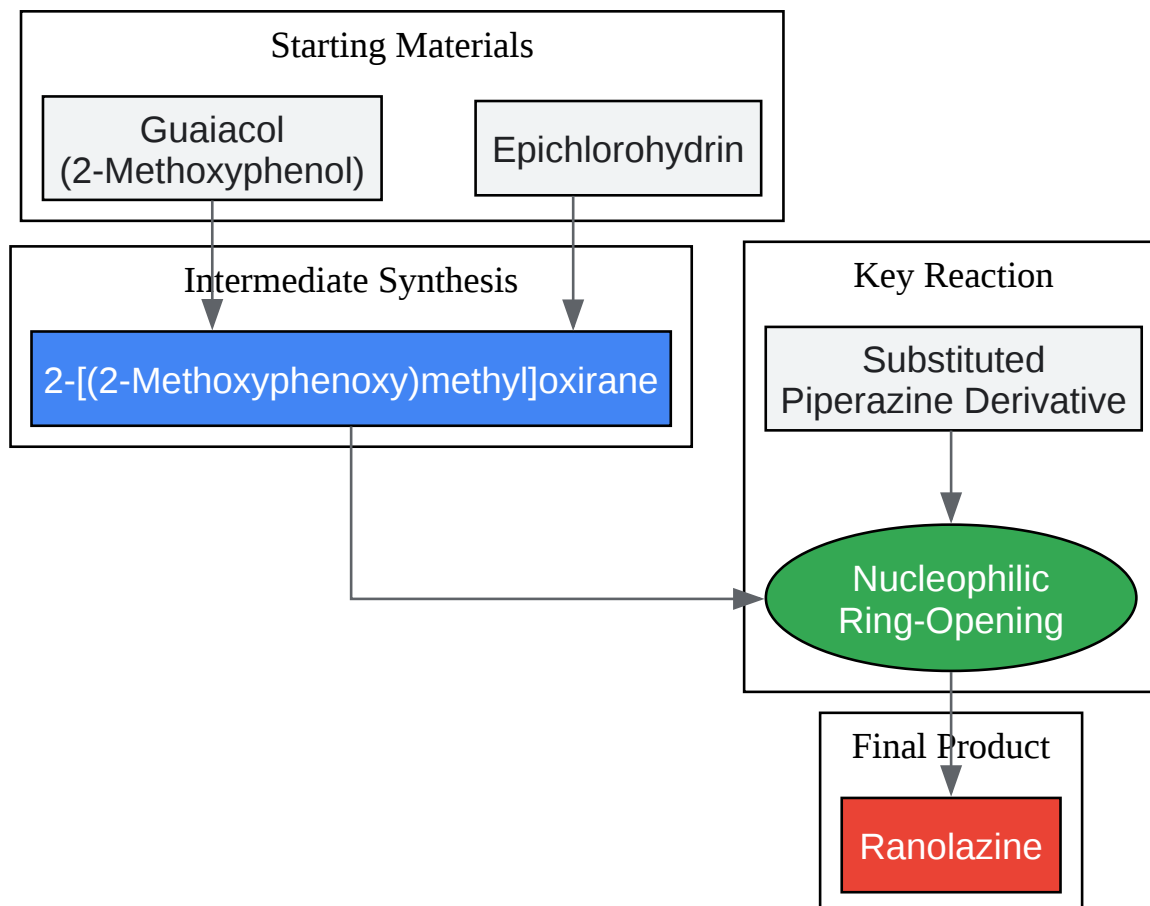 Starting Materials
Guaiacol
(2-Methoxyphenol)
Epichlorohydrin
Intermediate Synthesis
2-[(2-Methoxyphenoxy)methyl]oxirane
Key Reaction
Substituted
Piperazine Derivative
Nucleophilic
Ring-Opening
Final Product
Ranolazine